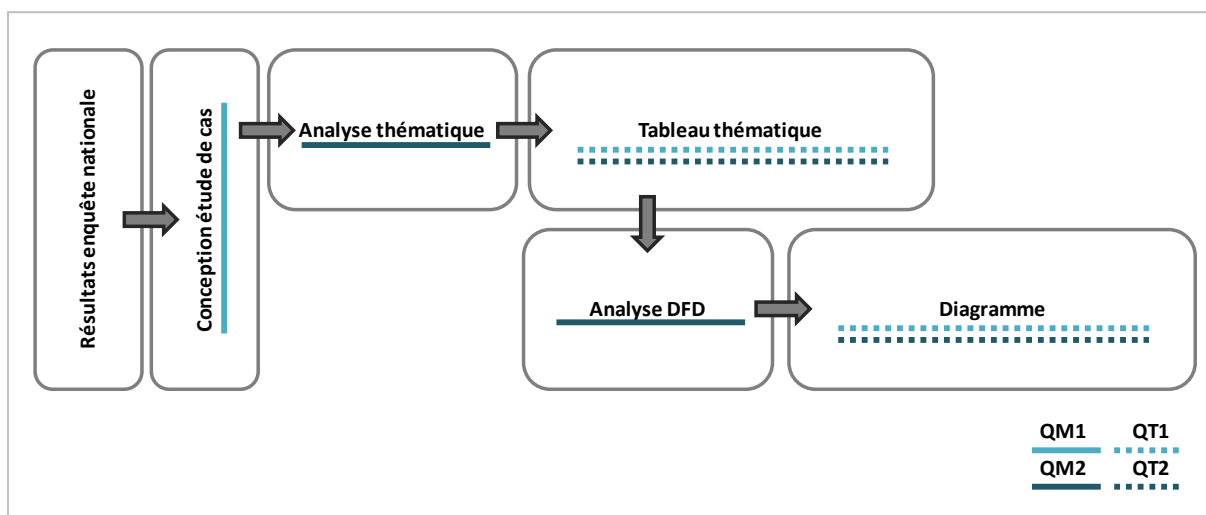 Résultats enquête nationale
Conception étude de cas
Analyse thématique
Tableau thématique
Analyse DFD
Diagramme
QM1
QT1
QM2
QT2